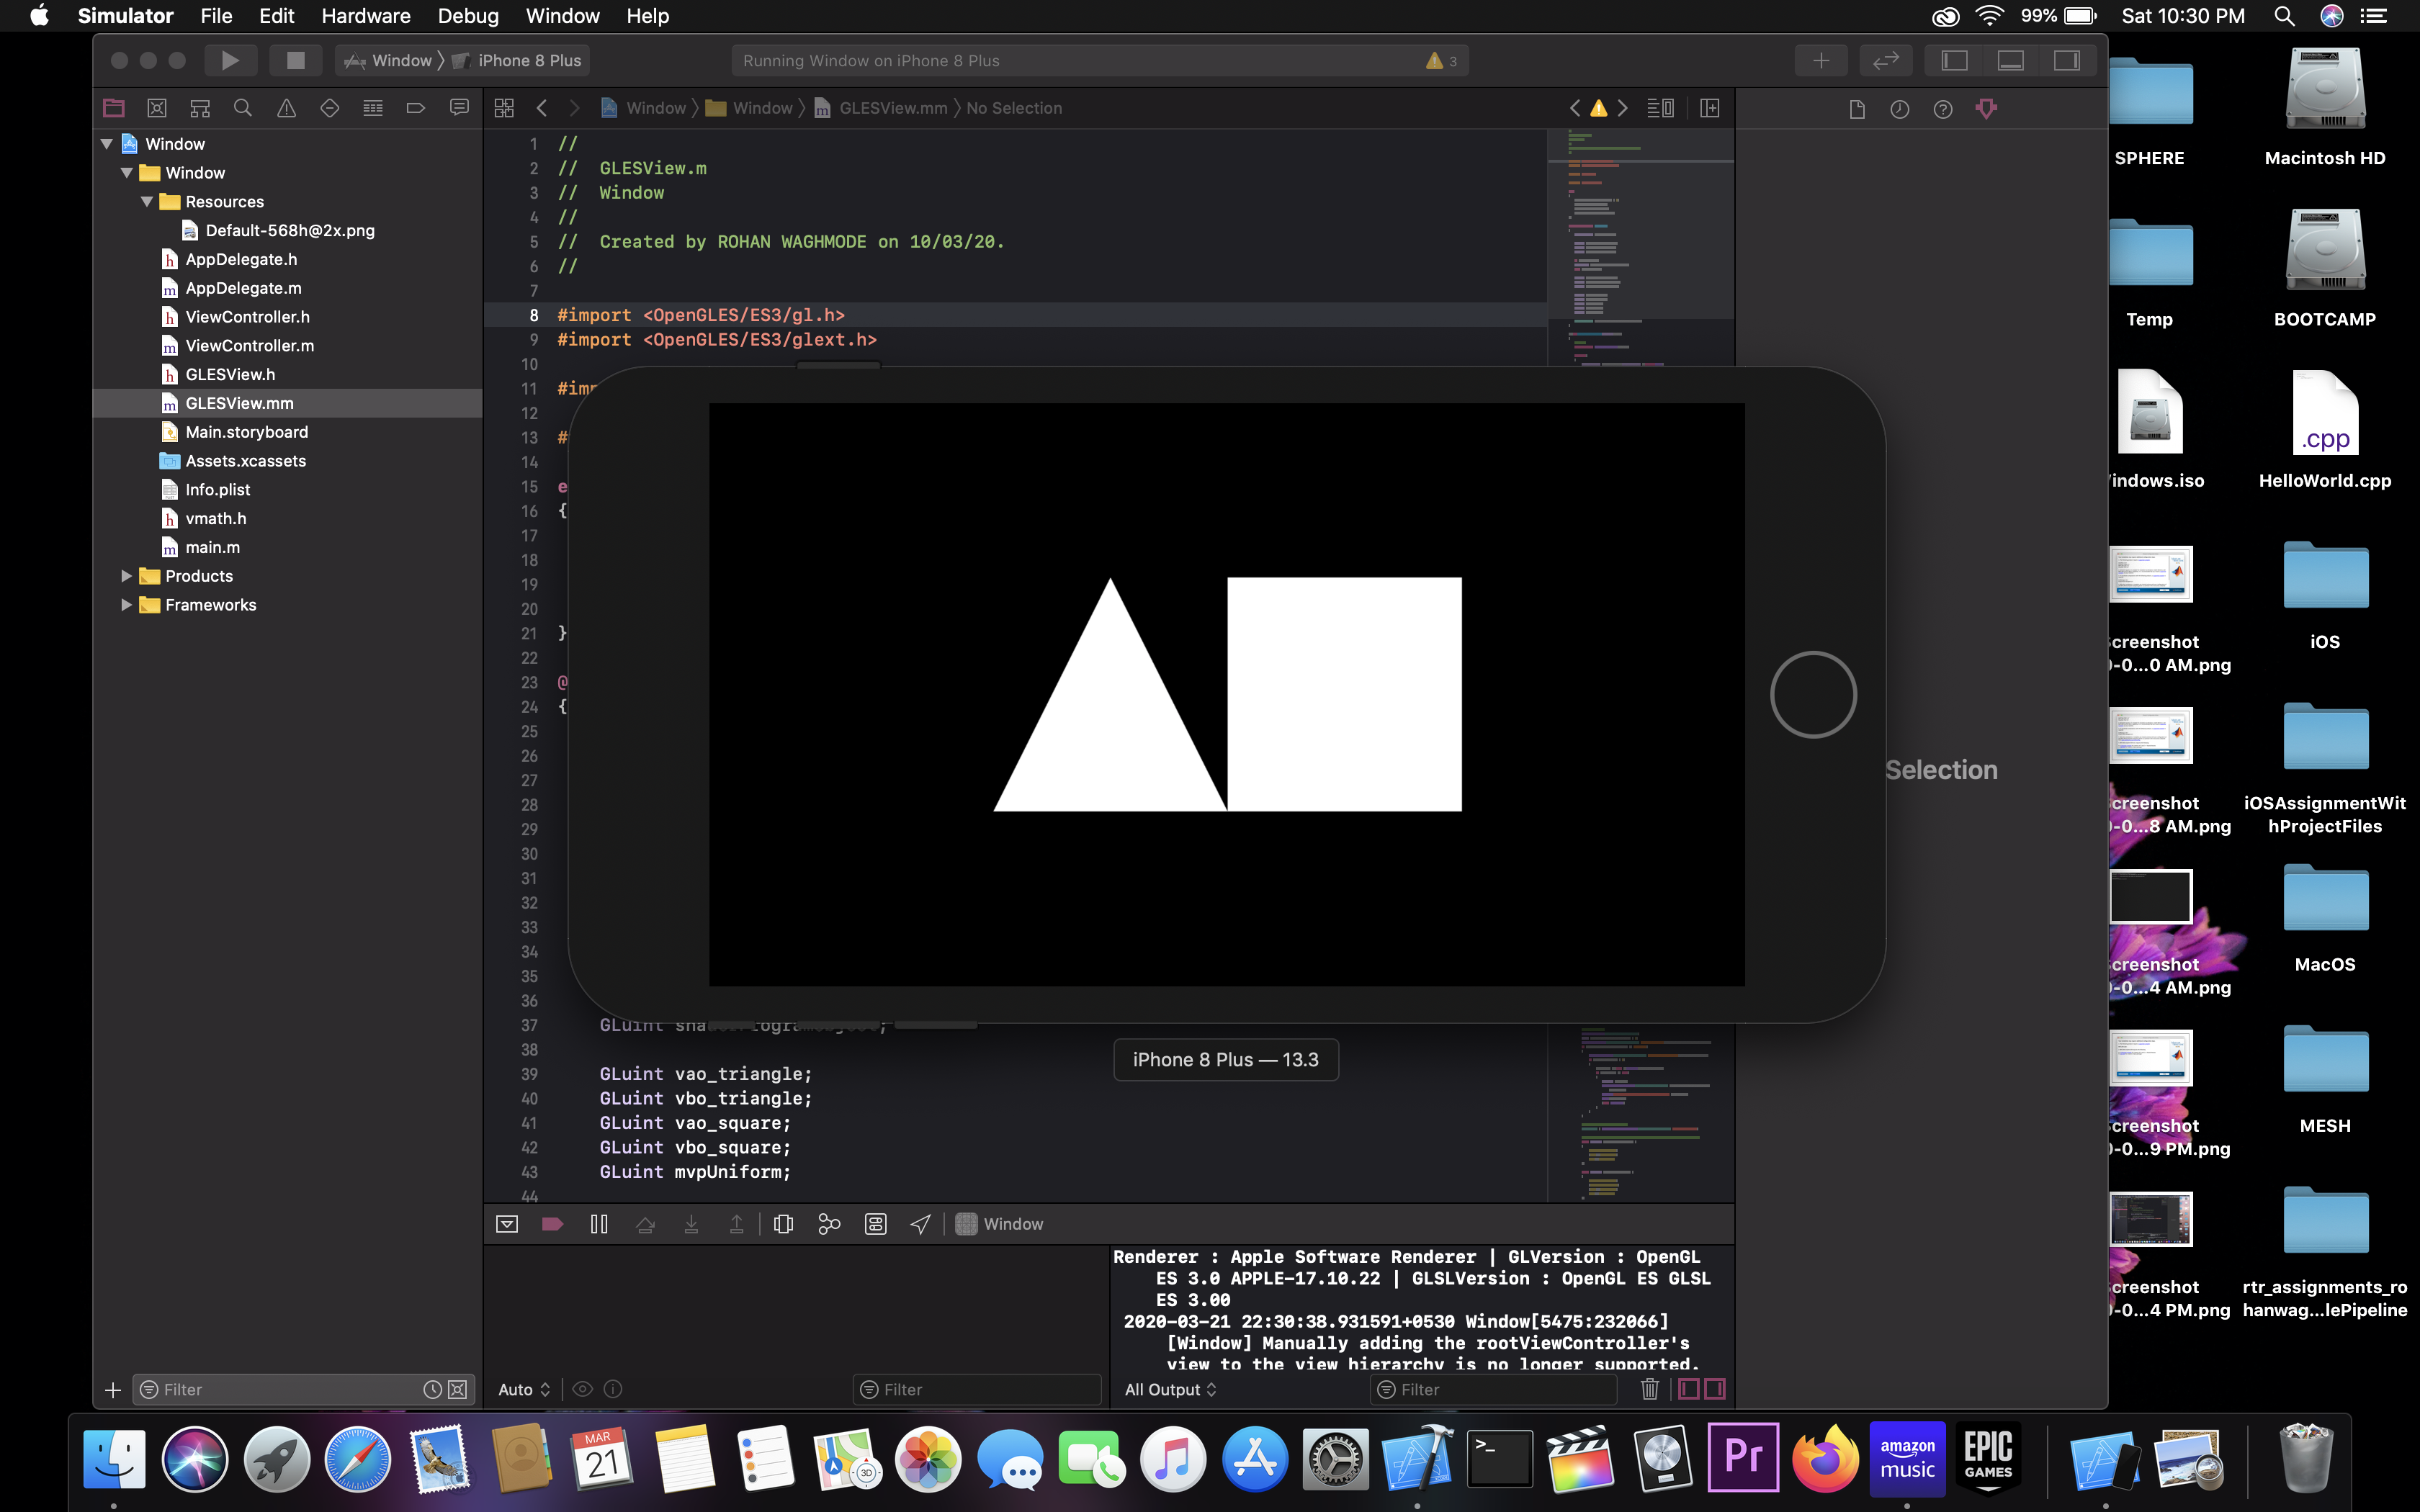 Simulator File Edit Hardware Debug Window Help
99% Sat 10:30 PM
Window iPhone 8 Plus
Running Window on iPhone 8 Plus
3
Window Window GLESView.mm No Selection
Window
Window
Resources
Default-568h@2x.png
AppDelegate.h
AppDelegate.m
ViewController.h
ViewController.m
GLESView.h
GLESView.mm
Main.storyboard
Assets.xcassets
Info.plist
vmath.h
main.m
Products
Frameworks
1 //
2 // GLESView.m
3 // Window
4 //
5 // Created by ROHAN WAGHMODE on 10/03/20.
6 //
7
8 #import <OpenGLES/ES3/gl.h>
9 #import <OpenGLES/ES3/glext.h>
10
11 #im
12
13 #
14
15 e
16 {
17
18
19
20
21 }
22
23 @
24 {
25
26
27
28
29
30
31
32
33
34
35
36
37 GLuint
38
39 GLuint vao_triangle;
40 GLuint vbo_triangle;
41 GLuint vao_square;
42 GLuint vbo_square;
43 GLuint mvpUniform;
44
iPhone 8 Plus — 13.3
Selection
Window
Renderer : Apple Software Renderer | GLVersion : OpenGL
ES 3.0 APPLE-17.10.22 | GLSLVersion : OpenGL ES GLSL
ES 3.00
2020-03-21 22:30:38.931591+0530 Window[5475:232066]
[Window] Manually adding the rootViewController's
view to the view hierarchy is no longer supported.
Filter
Auto
Filter
All Output
Filter
SPHERE
Macintosh HD
Temp
BOOTCAMP
indows.iso
.cpp
HelloWorld.cpp
creenshot
0-0...0 AM.png
iOS
creenshot
0-0...8 AM.png
iOSAssignmentWit
hProjectFiles
creenshot
0-0...4 AM.png
MacOS
creenshot
0-0...9 PM.png
MESH
creenshot
0-0...4 PM.png
rtr_assignments_ro
hanwag...lePipeline
MAR
21
3D
>_
Pr
amazon
music
EPIC
GAMES